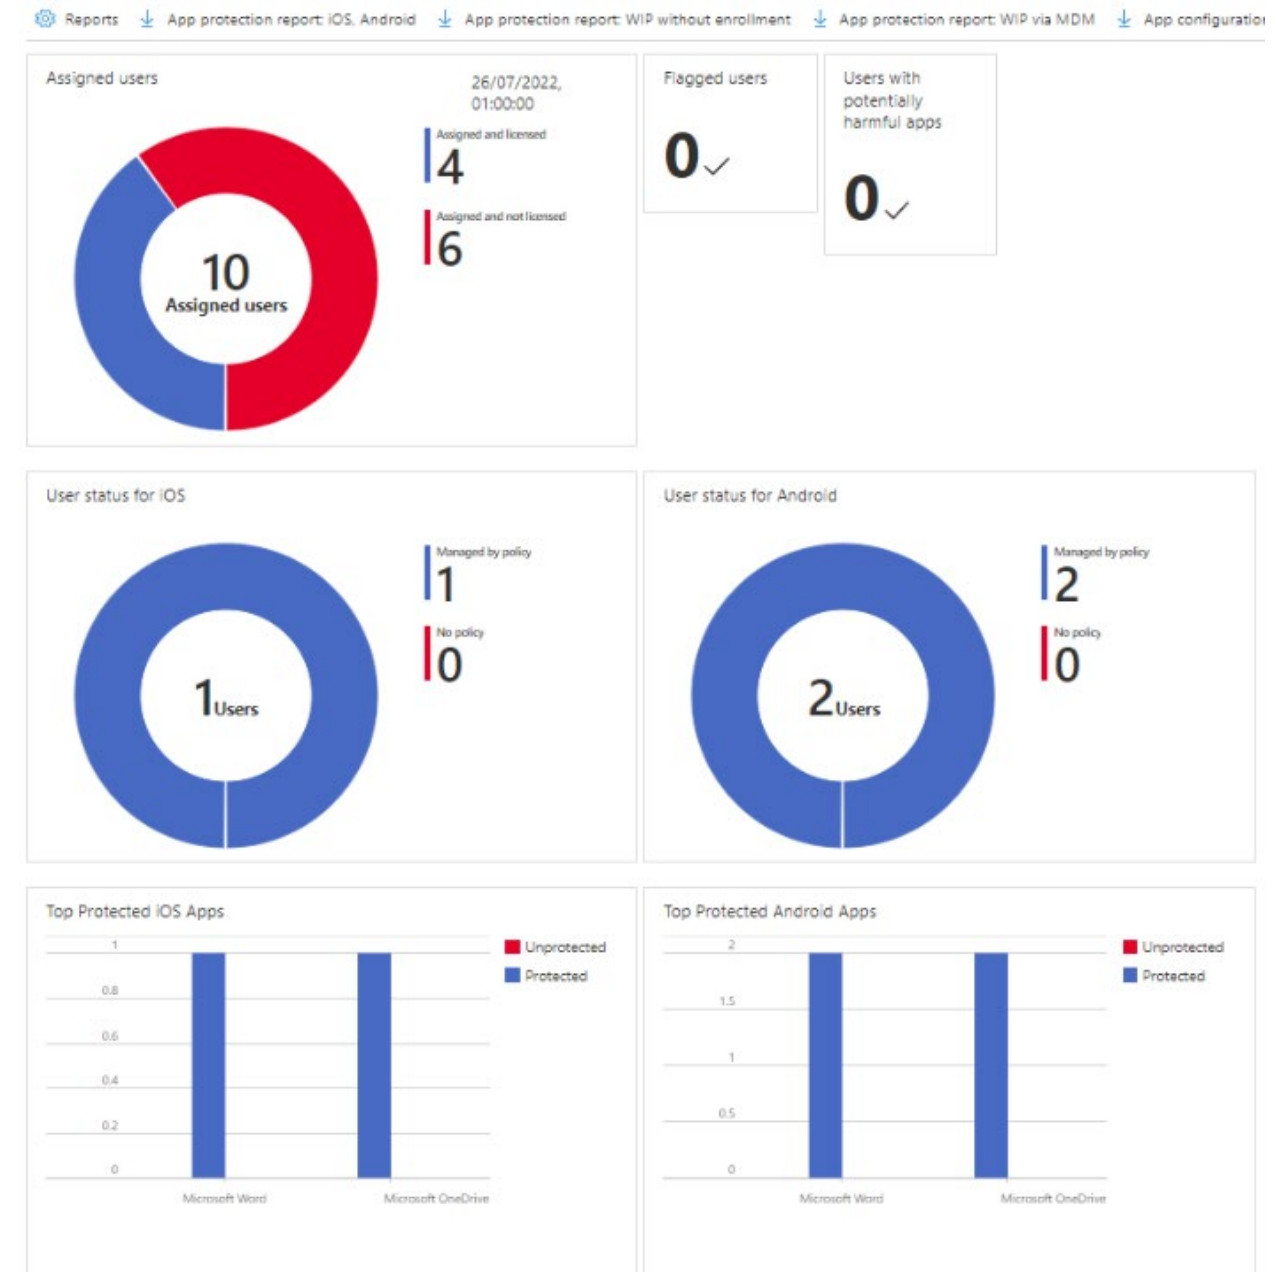 Reports App protection report: iOS, Android App protection report: WIP without enrollment App protection report: WIP via MDM App configuration
Assigned users
26/07/2022,
01:00:00
Assigned and licensed
4
Assigned and not licensed
6
10
Assigned users
Flagged users
0
Users with
potentially
harmful apps
0
User status for iOS
Managed by policy
1
No policy
0
1 Users
User status for Android
Managed by policy
2
No policy
0
2 Users
Top Protected iOS Apps
1
0.8
0.6
0.4
0.2
0
Microsoft Word Microsoft OneDrive
Unprotected
Protected
Top Protected Android Apps
2
1.5
1
0.5
0
Microsoft Word Microsoft OneDrive
Unprotected
Protected